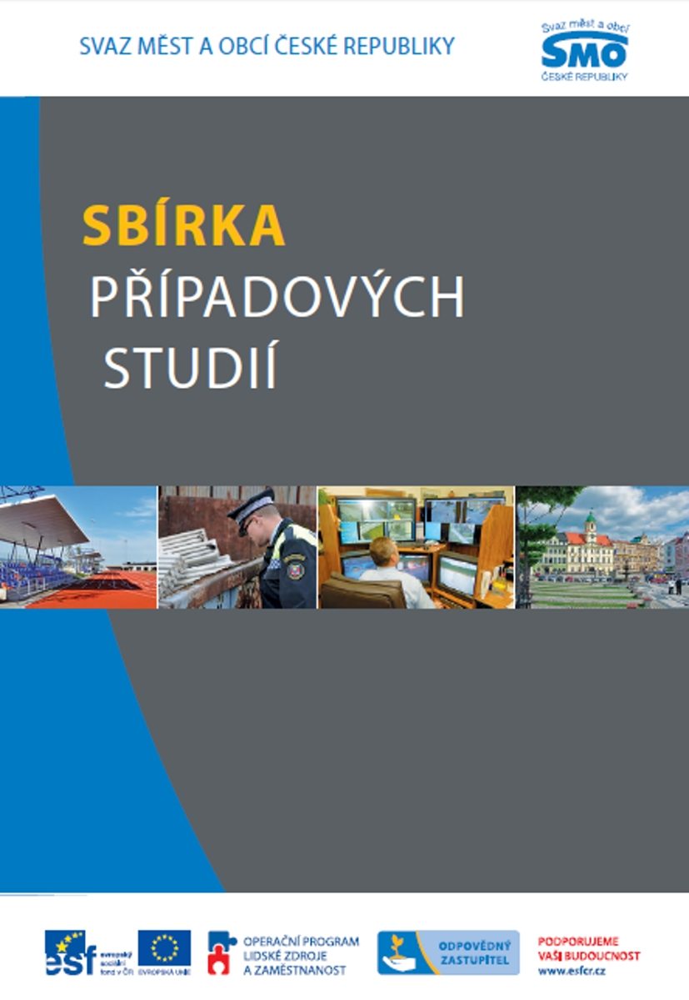 SVAZ MĚST A OBCÍ ČESKÉ REPUBLIKY
Svaz měst a obcí
SMO
ČESKÉ REPUBLIKY
SBÍRKA
PŘÍPADOVÝCH
STUDIÍ
esf
evropský
sociální
fond v ČR
EVROPSKÁ UNIE
OPERAČNÍ PROGRAM
LIDSKÉ ZDROJE
A ZAMĚSTNANOST
ODPOVĚDNÝ
ZASTUPITEL
PODPORUJEME
VAŠI BUDOUCNOST
www.esfcr.cz